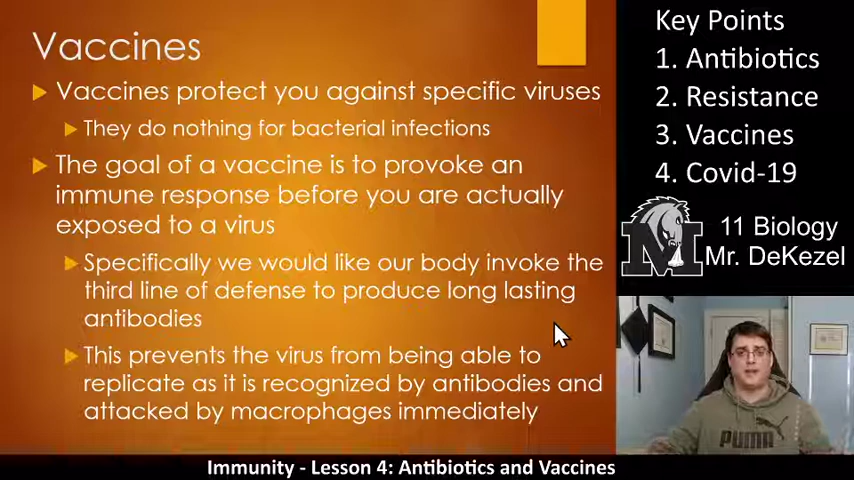 Vaccines
Vaccines protect you against specific viruses
They do nothing for bacterial infections
The goal of a vaccine is to provoke an
immune response before you are actually
exposed to a virus
Specifically we would like our body invoke the
third line of defense to produce long lasting
antibodies
This prevents the virus from being able to
replicate as it is recognized by antibodies and
attacked by macrophages immediately
Key Points
1. Antibiotics
2. Resistance
3. Vaccines
4. Covid-19
M
11 Biology
Mr. DeKezel
PUMA
Immunity - Lesson 4: Antibiotics and Vaccines